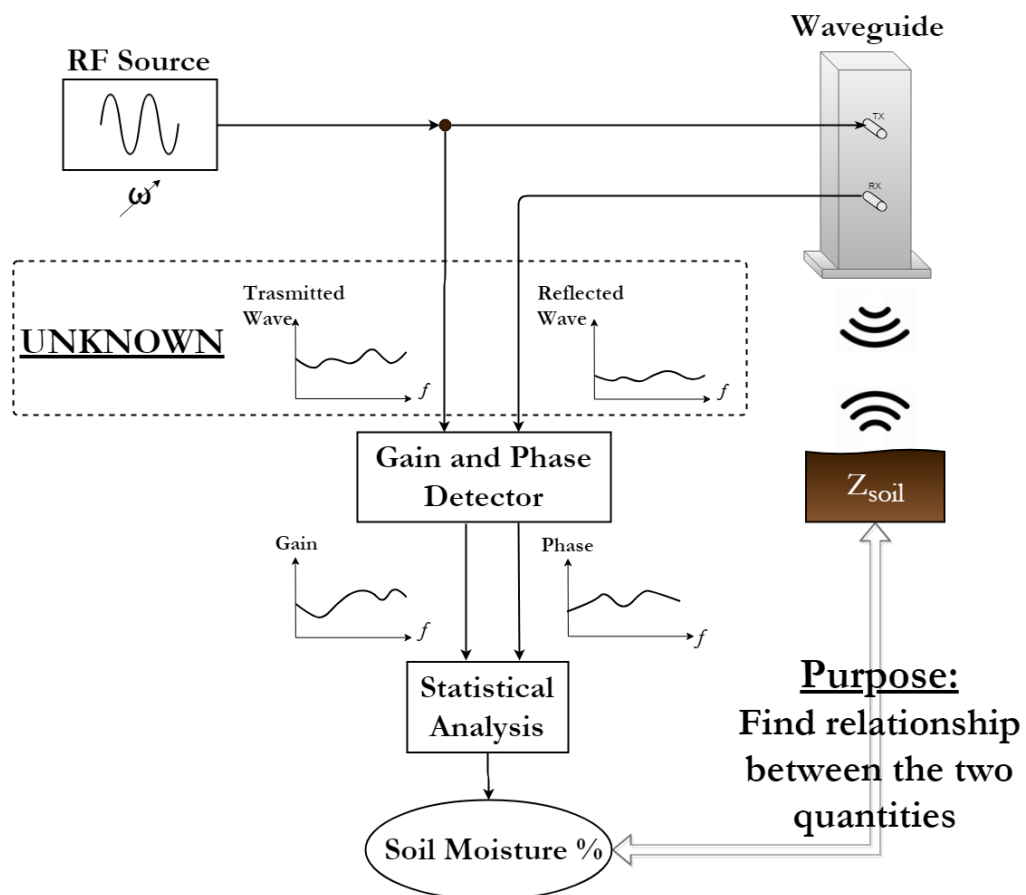 Waveguide
RF Source
ω
TX
RX
UNKNOWN
Trasmitted
Wave
f
Reflected
Wave
f
Gain and Phase
Detector
Z_soil
Gain
f
Phase
f
Statistical
Analysis
Purpose:
Find relationship
between the two
quantities
Soil Moisture %